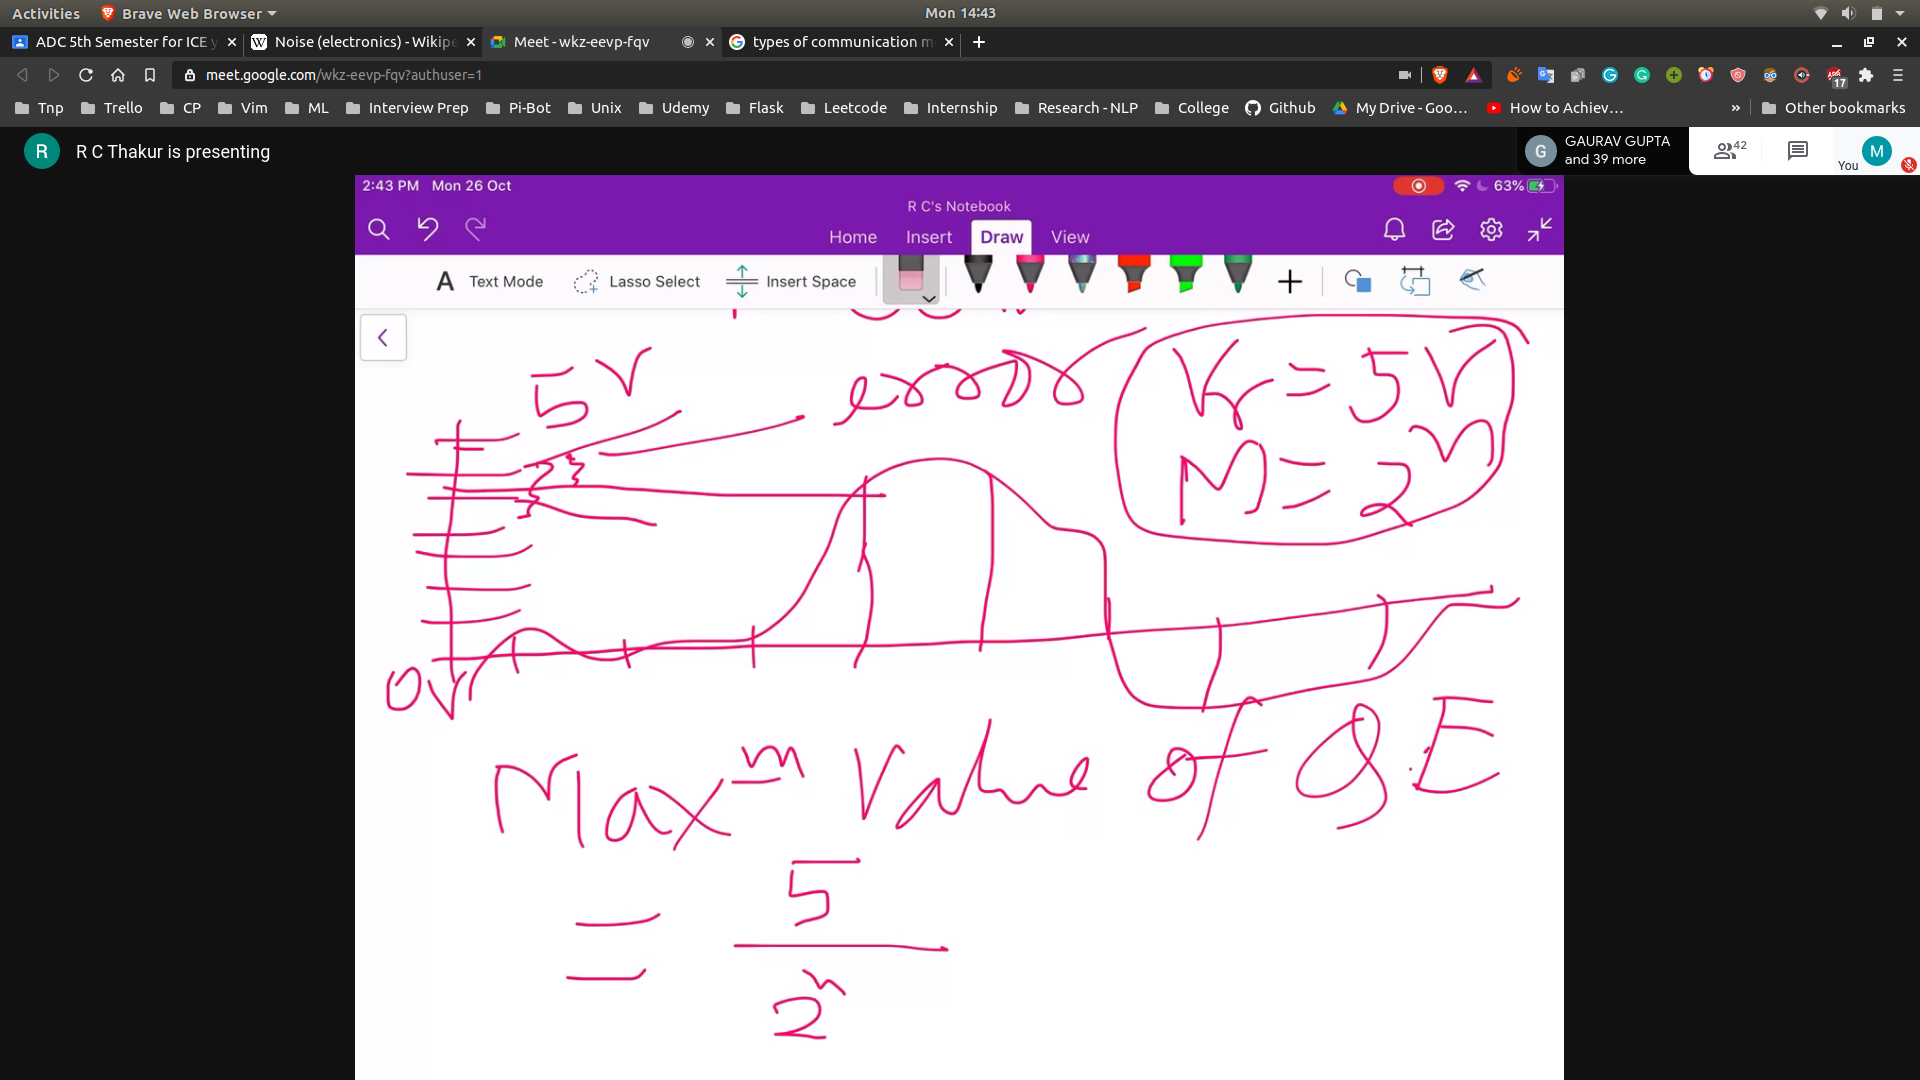 Activities Brave Web Browser Mon 14:43
ADC 5th Semester for ICE y Noise (electronics) - Wikipe Meet - wkz-eevp-fqv types of communication m
meet.google.com/wkz-eevp-fqv?authuser=1 17
Tnp Trello CP Vim ML Interview Prep Pi-Bot Unix Udemy Flask Leetcode Internship Research - NLP College Github My Drive - Goo... How to Achiev... » Other bookmarks
R R C Thakur is presenting G GAURAV GUPTA and 39 more 42 You M
2:43 PM Mon 26 Oct 63%
R C's Notebook
Home Insert Draw View
A Text Mode Lasso Select Insert Space
5V error Vr = 5V
M = 2^n
0V
Max^m Value of Q.E
= 5
2^n